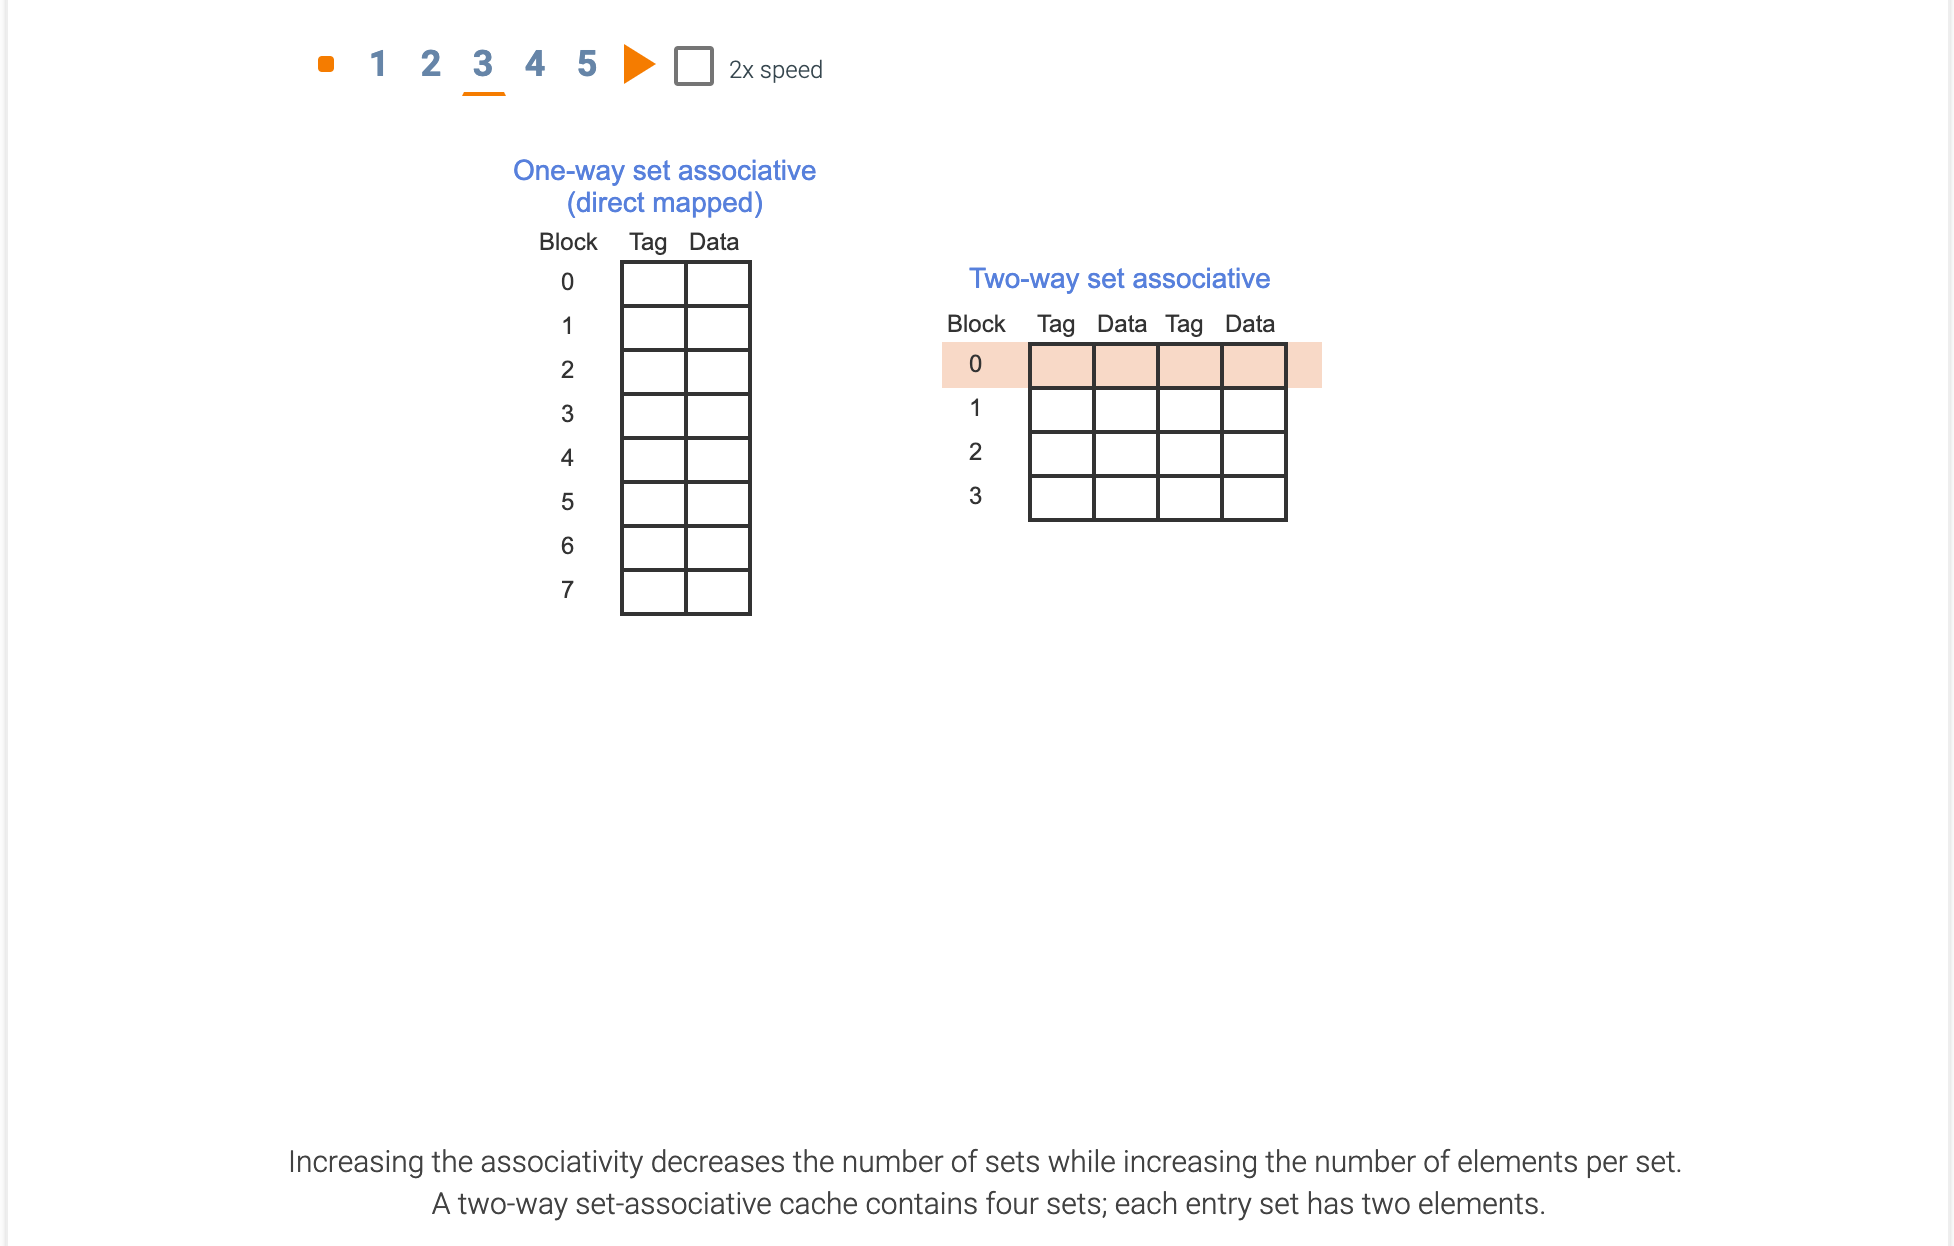 1 2 3 4 5 2x speed
One-way set associative
(direct mapped)
Block Tag Data
0
1
2
3
4
5
6
7
Two-way set associative
Block Tag Data Tag Data
0
1
2
3
Increasing the associativity decreases the number of sets while increasing the number of elements per set.
A two-way set-associative cache contains four sets; each entry set has two elements.